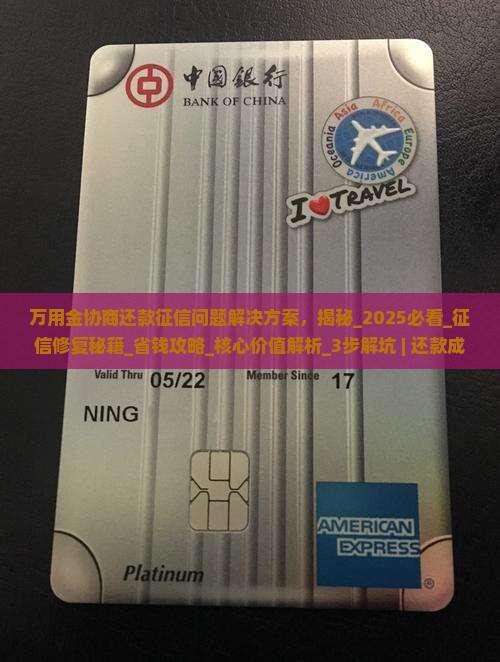 中国銀行
BANK OF CHINA
Oceania Asia Africa Europe America
I TRAVEL
万用金协商还款征信问题解决方案，揭秘_2025必看_征
信修复秘籍_省钱攻略_核心价值解析_3步解坑 | 还款成
Valid Thru 05/22 Member Since 17
NING
AMERICAN
EXPRESS
®
Platinum